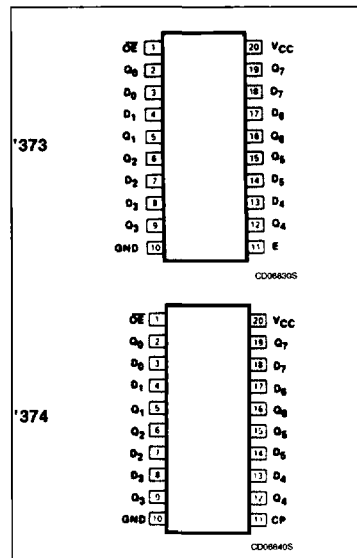 '373
O̅E̅ 1 20 VCC
Q0 2 19 Q7
D0 3 18 D7
D1 4 17 D6
Q1 5 16 Q6
Q2 6 15 Q5
D2 7 14 D5
D3 8 13 D4
Q3 9 12 Q4
GND 10 11 E
CD06630S
'374
O̅E̅ 1 20 VCC
Q0 2 19 Q7
D0 3 18 D7
D1 4 17 D6
Q1 5 16 Q6
Q2 6 15 Q5
D2 7 14 D5
D3 8 13 D4
Q3 9 12 Q4
GND 10 11 CP
CD06640S